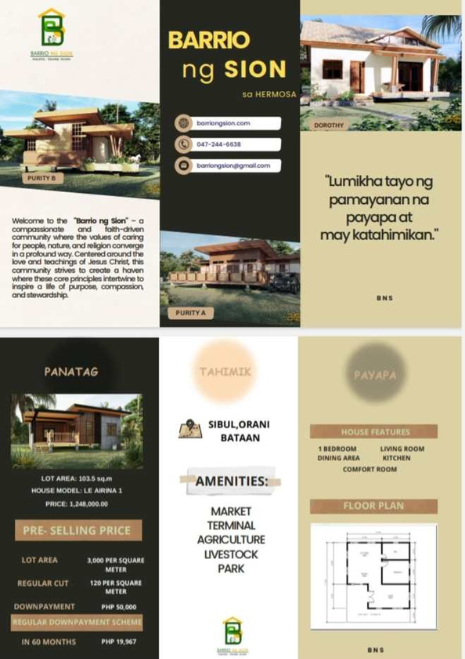 BARRIO NG SION
PURITY B
Welcome to the "Barrio ng Sion" – a
compassionate and faith-driven
community where the values of caring
for people, nature, and religion converge
in a profound way. Centered around the
love and teachings of Jesus Christ, this
community strives to create a haven
where these core principles intertwine to
inspire a life of purpose, compassion,
and stewardship.
BARRIO
ng SION
sa HERMOSA
barriongsion.com
047-244-6638
barriongsion@gmail.com
PURITY A
DOROTHY
"Lumikha tayo ng
pamayanan na
payapa at
may katahimikan."
BNS
PANATAG
LOT AREA: 103.5 sq.m
HOUSE MODEL: LE AIRINA 1
PRICE: 1,248,000.00
PRE- SELLING PRICE
LOT AREA 3,000 PER SQUARE
METER
REGULAR CUT 120 PER SQUARE
METER
DOWNPAYMENT PHP 50,000
REGULAR DOWNPAYMENT SCHEME
IN 60 MONTHS PHP 19,967
TAHIMIK
SIBUL,ORANI
BATAAN
AMENITIES:
MARKET
TERMINAL
AGRICULTURE
LIVESTOCK
PARK
PAYAPA
HOUSE FEATURES
1 BEDROOM LIVING ROOM
DINING AREA KITCHEN
COMFORT ROOM
FLOOR PLAN
BNS